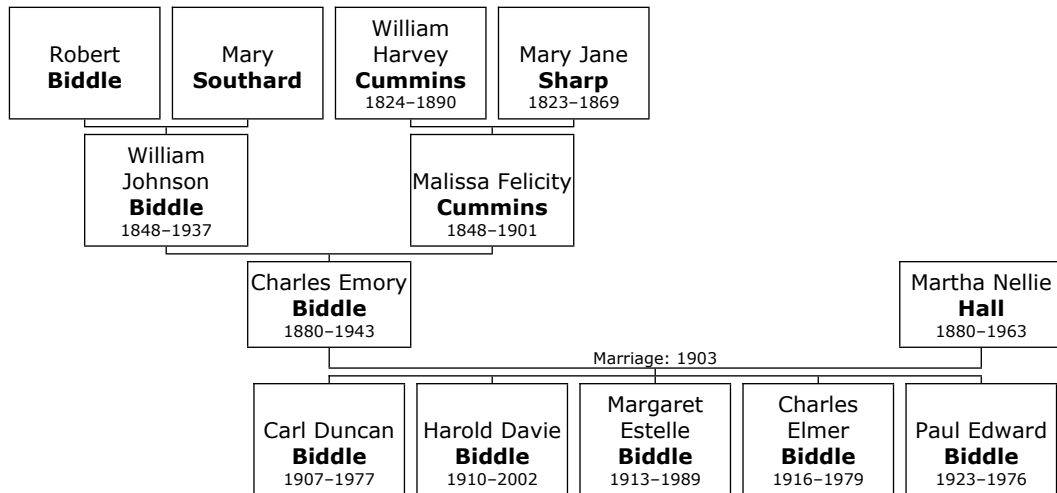 Robert
Biddle
Mary
Southard
William
Harvey
Cummins
1824–1890
Mary Jane
Sharp
1823–1869
William
Johnson
Biddle
1848–1937
Malissa Felicity
Cummins
1848–1901
Charles Emory
Biddle
1880–1943
Martha Nellie
Hall
1880–1963
Marriage: 1903
Carl Duncan
Biddle
1907–1977
Harold Davie
Biddle
1910–2002
Margaret
Estelle
Biddle
1913–1989
Charles
Elmer
Biddle
1916–1979
Paul Edward
Biddle
1923–1976